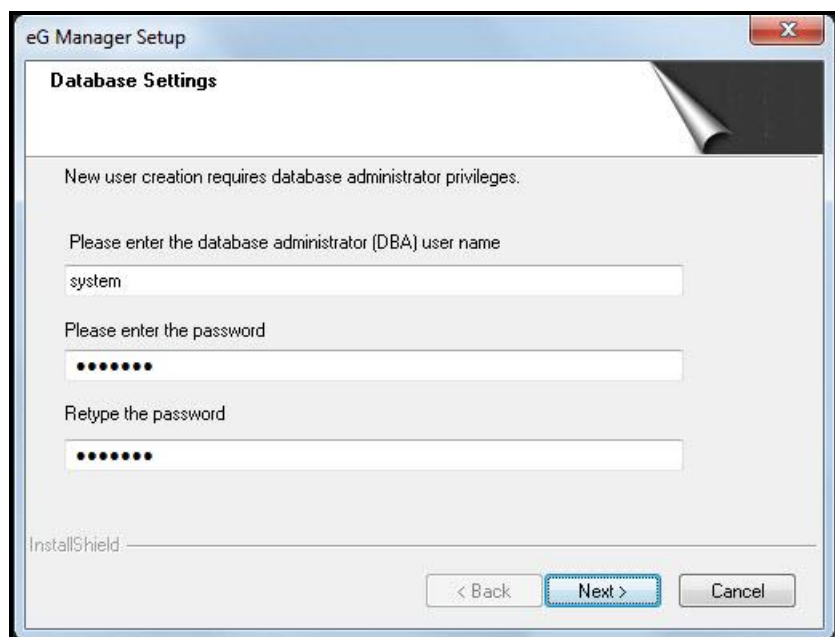 eG Manager Setup
Database Settings
New user creation requires database administrator privileges.
Please enter the database administrator (DBA) user name
system
Please enter the password
•••••••
Retype the password
•••••••
InstallShield
< Back Next > Cancel